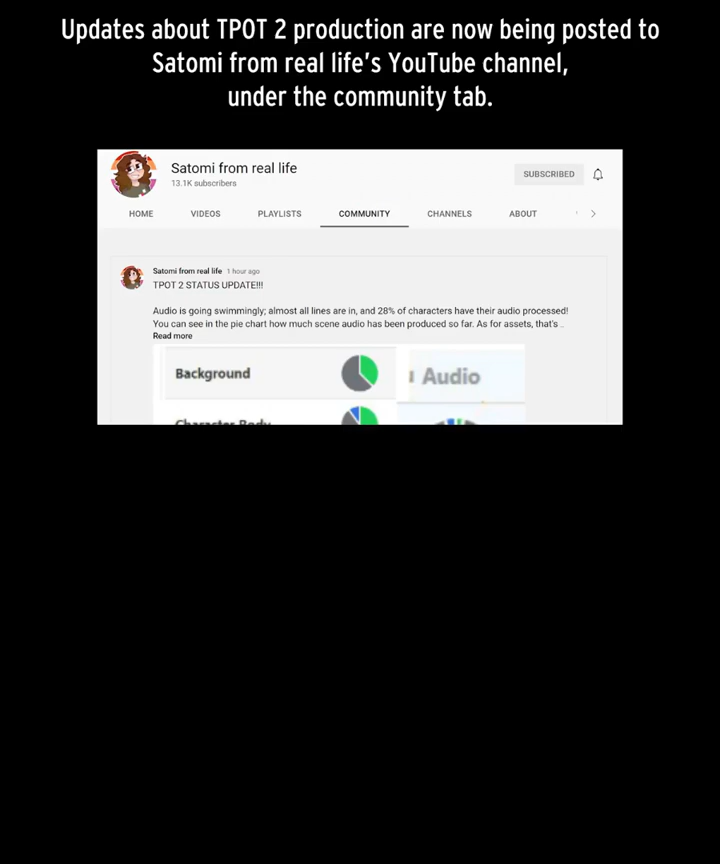 Updates about TPOT 2 production are now being posted to
Satomi from real life’s YouTube channel,
under the community tab.
Satomi from real life
13.1K subscribers
SUBSCRIBED
HOME VIDEOS PLAYLISTS COMMUNITY CHANNELS ABOUT
Satomi from real life 1 hour ago
TPOT 2 STATUS UPDATE!!!
Audio is going swimmingly; almost all lines are in, and 28% of characters have their audio processed!
You can see in the pie chart how much scene audio has been produced so far. As for assets, that's ..
Read more
Background Audio
Character Body